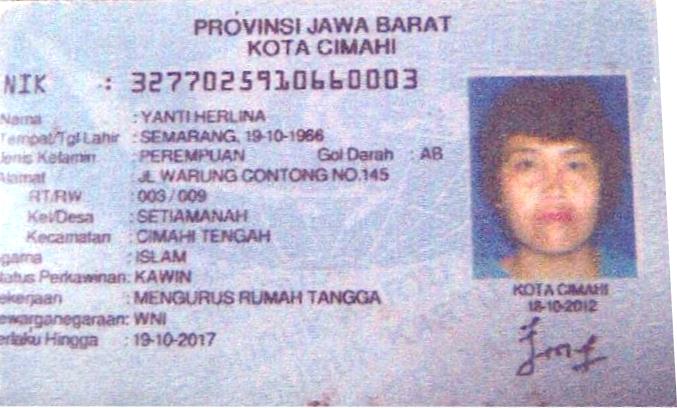 PROVINSI JAWA BARAT
KOTA CIMAHI
NIK : 3277025910660003
Nama : YANTI HERLINA
Tempat/Tgl Lahir : SEMARANG, 19-10-1966
Jenis Kelamin : PEREMPUAN Gol Darah : AB
Alamat : JL WARUNG CONTONG NO.145
RT/RW : 003 / 009
Kel/Desa : SETIAMANAH
Kecamatan : CIMAHI TENGAH
gama : ISLAM
tatus Perkawinan: KAWIN
ekerjaan : MENGURUS RUMAH TANGGA
ewarganegaraan: WNI
erlaku Hingga : 19-10-2017
KOTA CIMAHI
18-10-2012